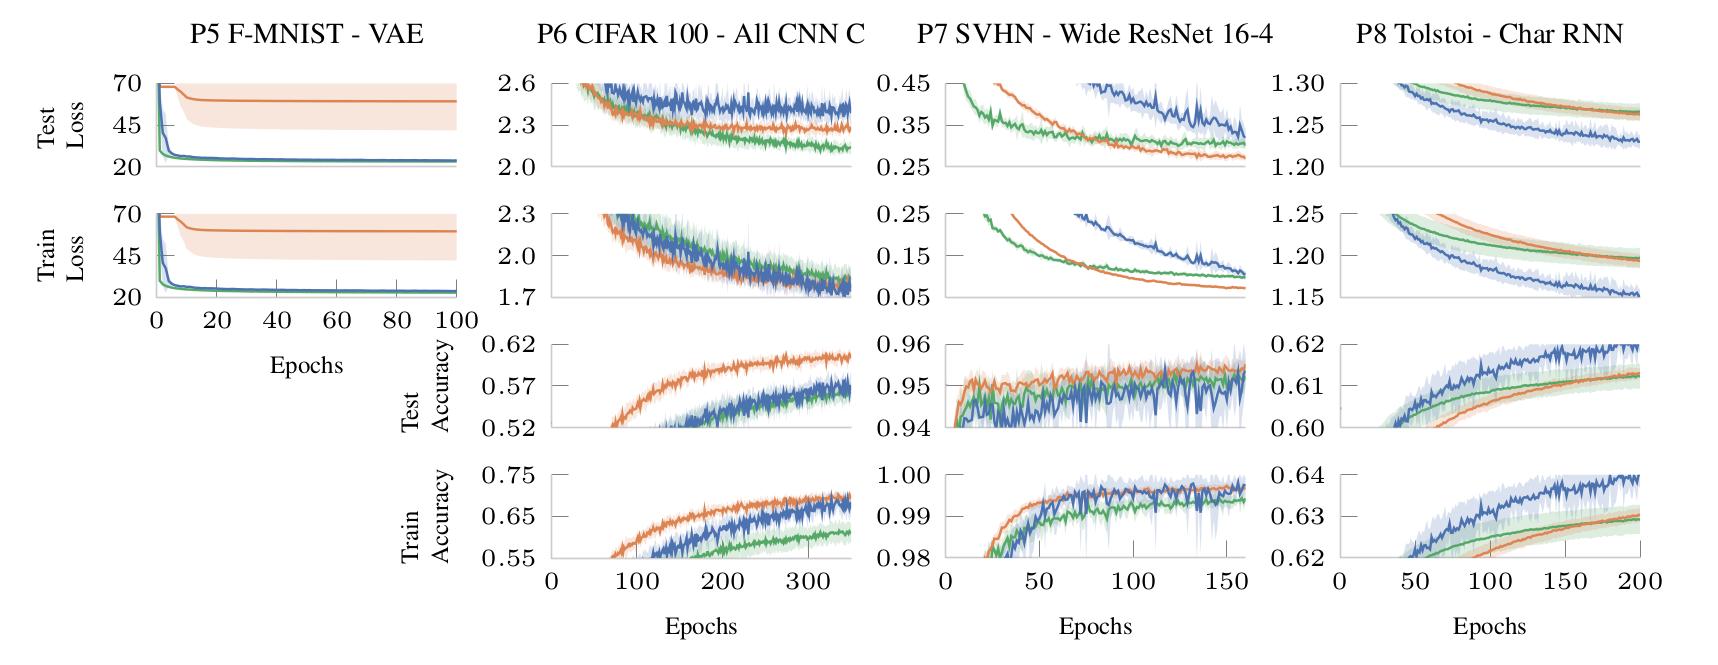 P5 F-MNIST - VAE
P6 CIFAR 100 - All CNN C
P7 SVHN - Wide ResNet 16-4
P8 Tolstoi - Char RNN
Test
Loss
70
45
20
2.6
2.3
2.0
0.45
0.35
0.25
1.30
1.25
1.20
Train
Loss
70
45
20
0 20 40 60 80 100
Epochs
2.3
2.0
1.7
0.25
0.15
0.05
1.25
1.20
1.15
Test
Accuracy
0.62
0.57
0.52
0.96
0.95
0.94
0.62
0.61
0.60
Train
Accuracy
0.75
0.65
0.55
0 100 200 300
Epochs
1.00
0.99
0.98
0 50 100 150
Epochs
0.64
0.63
0.62
0 50 100 150 200
Epochs